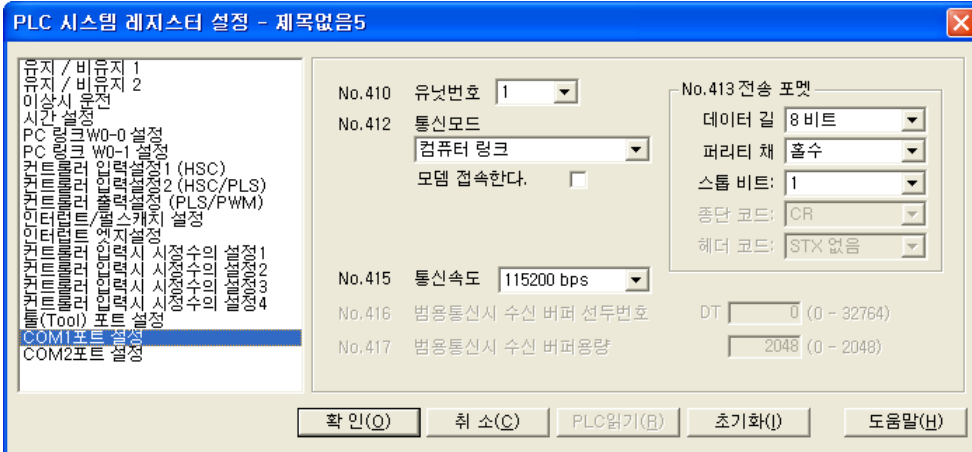 PLC 시스템 레지스터 설정 - 제목없음5
유지 / 비유지 1
유지 / 비유지 2
이상시 운전
시간 설정
PC 링크W0-0 설정
PC 링크 W0-1 설정
컨트롤러 입력설정1 (HSC)
컨트롤러 입력설정2 (HSC/PLS)
컨트롤러 출력설정 (PLS/PWM)
인터럽트/펄스캐치 설정
인터럽트 엣지설정
컨트롤러 입력시 시정수의 설정1
컨트롤러 입력시 시정수의 설정2
컨트롤러 입력시 시정수의 설정3
컨트롤러 입력시 시정수의 설정4
툴(Tool) 포트 설정
COM1포트 설정
COM2포트 설정
No.410 유닛번호 1
No.412 통신모드
컴퓨터 링크
모뎀 접속한다.
No.413 전송 포멧
데이터 길 8 비트
퍼리티 채 홀수
스톱 비트: 1
종단 코드: CR
헤더 코드: STX 없음
No.415 통신속도 115200 bps
No.416 범용통신시 수신 버퍼 선두번호 DT 0 (0 - 32764)
No.417 범용통신시 수신 버퍼용량 2048 (0 - 2048)
확 인(O) 취 소(C) PLC읽기(R) 초기화(I) 도움말(H)